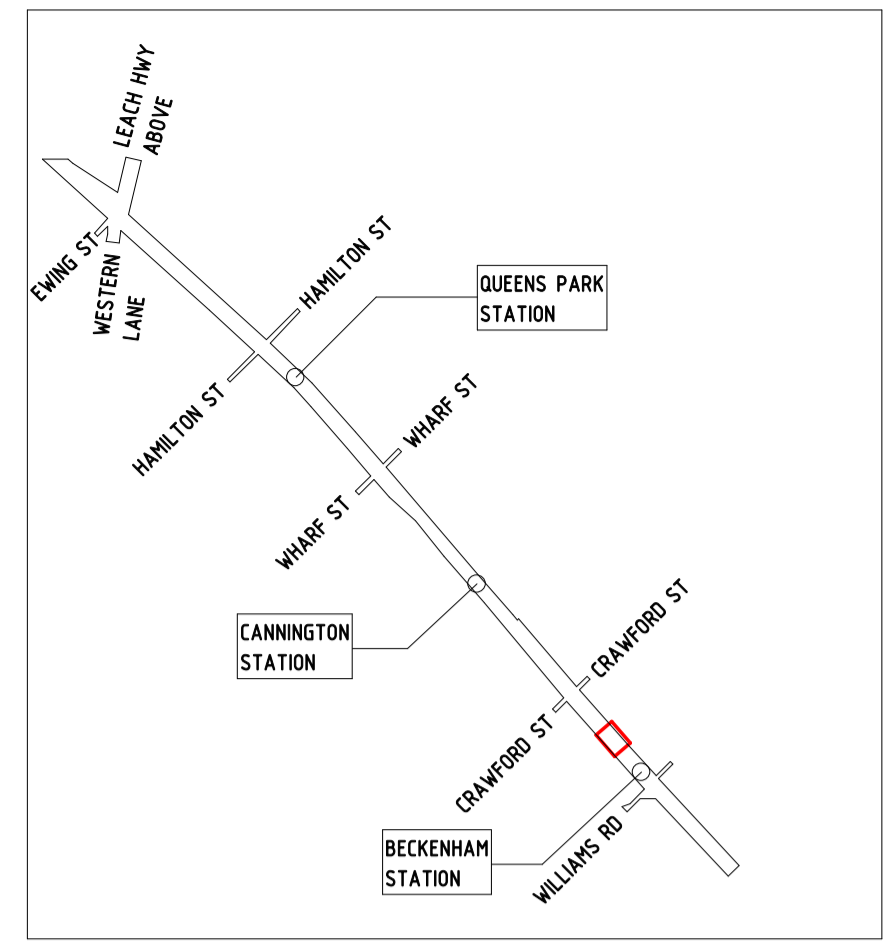 LEACH HWY
ABOVE
EWING ST
WESTERN
LANE
HAMILTON ST
QUEENS PARK
STATION
HAMILTON ST
WHARF ST
WHARF ST
CANNINGTON
STATION
CRAWFORD ST
CRAWFORD ST
BECKENHAM
STATION
WILLIAMS RD